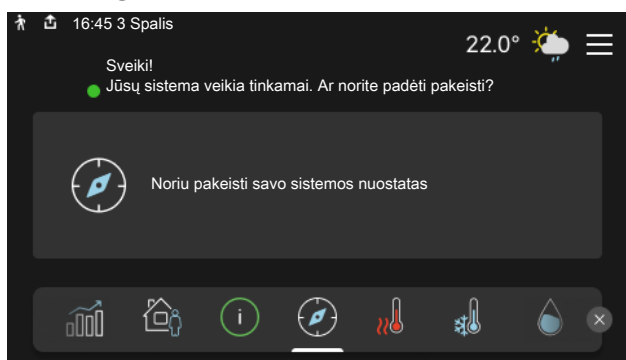 16:45 3 Spalis
22.0°
Sveiki!
Jūsų sistema veikia tinkamai. Ar norite padėti pakeisti?
Noriu pakeisti savo sistemos nuostatas
i